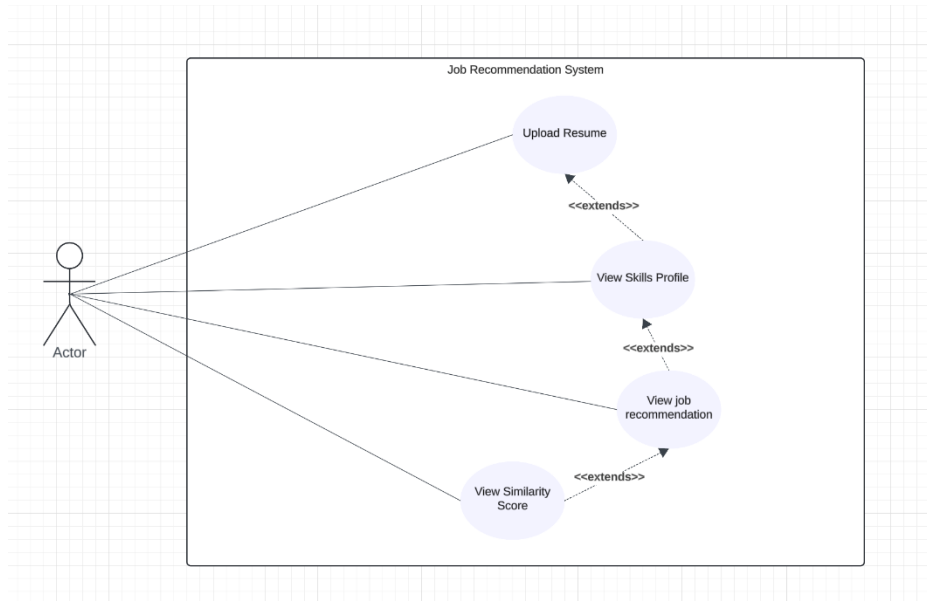 Job Recommendation System
Upload Resume
<<extends>>
View Skills Profile
Actor
<<extends>>
View job
recommendation
<<extends>>
View Similarity
Score